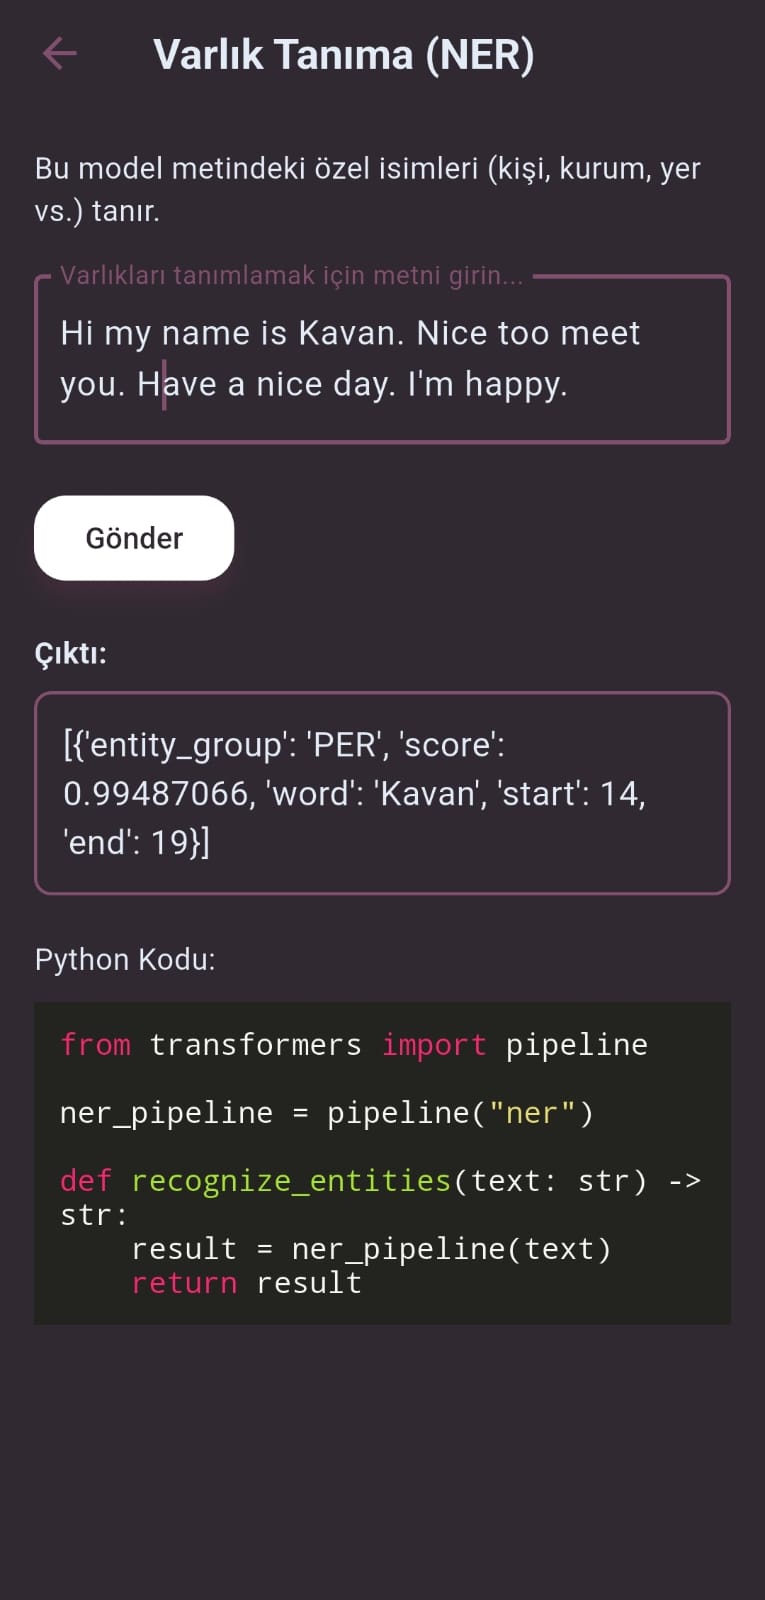 Varlık Tanıma (NER)
Bu model metindeki özel isimleri (kişi, kurum, yer
vs.) tanır.
Varlıkları tanımlamak için metni girin...
Hi my name is Kavan. Nice too meet
you. Have a nice day. I'm happy.
Gönder
Çıktı:
[{'entity_group': 'PER', 'score':
0.99487066, 'word': 'Kavan', 'start': 14,
'end': 19}]
Python Kodu:
from transformers import pipeline
ner_pipeline = pipeline("ner")
def recognize_entities(text: str) ->
str:
    result = ner_pipeline(text)
    return result